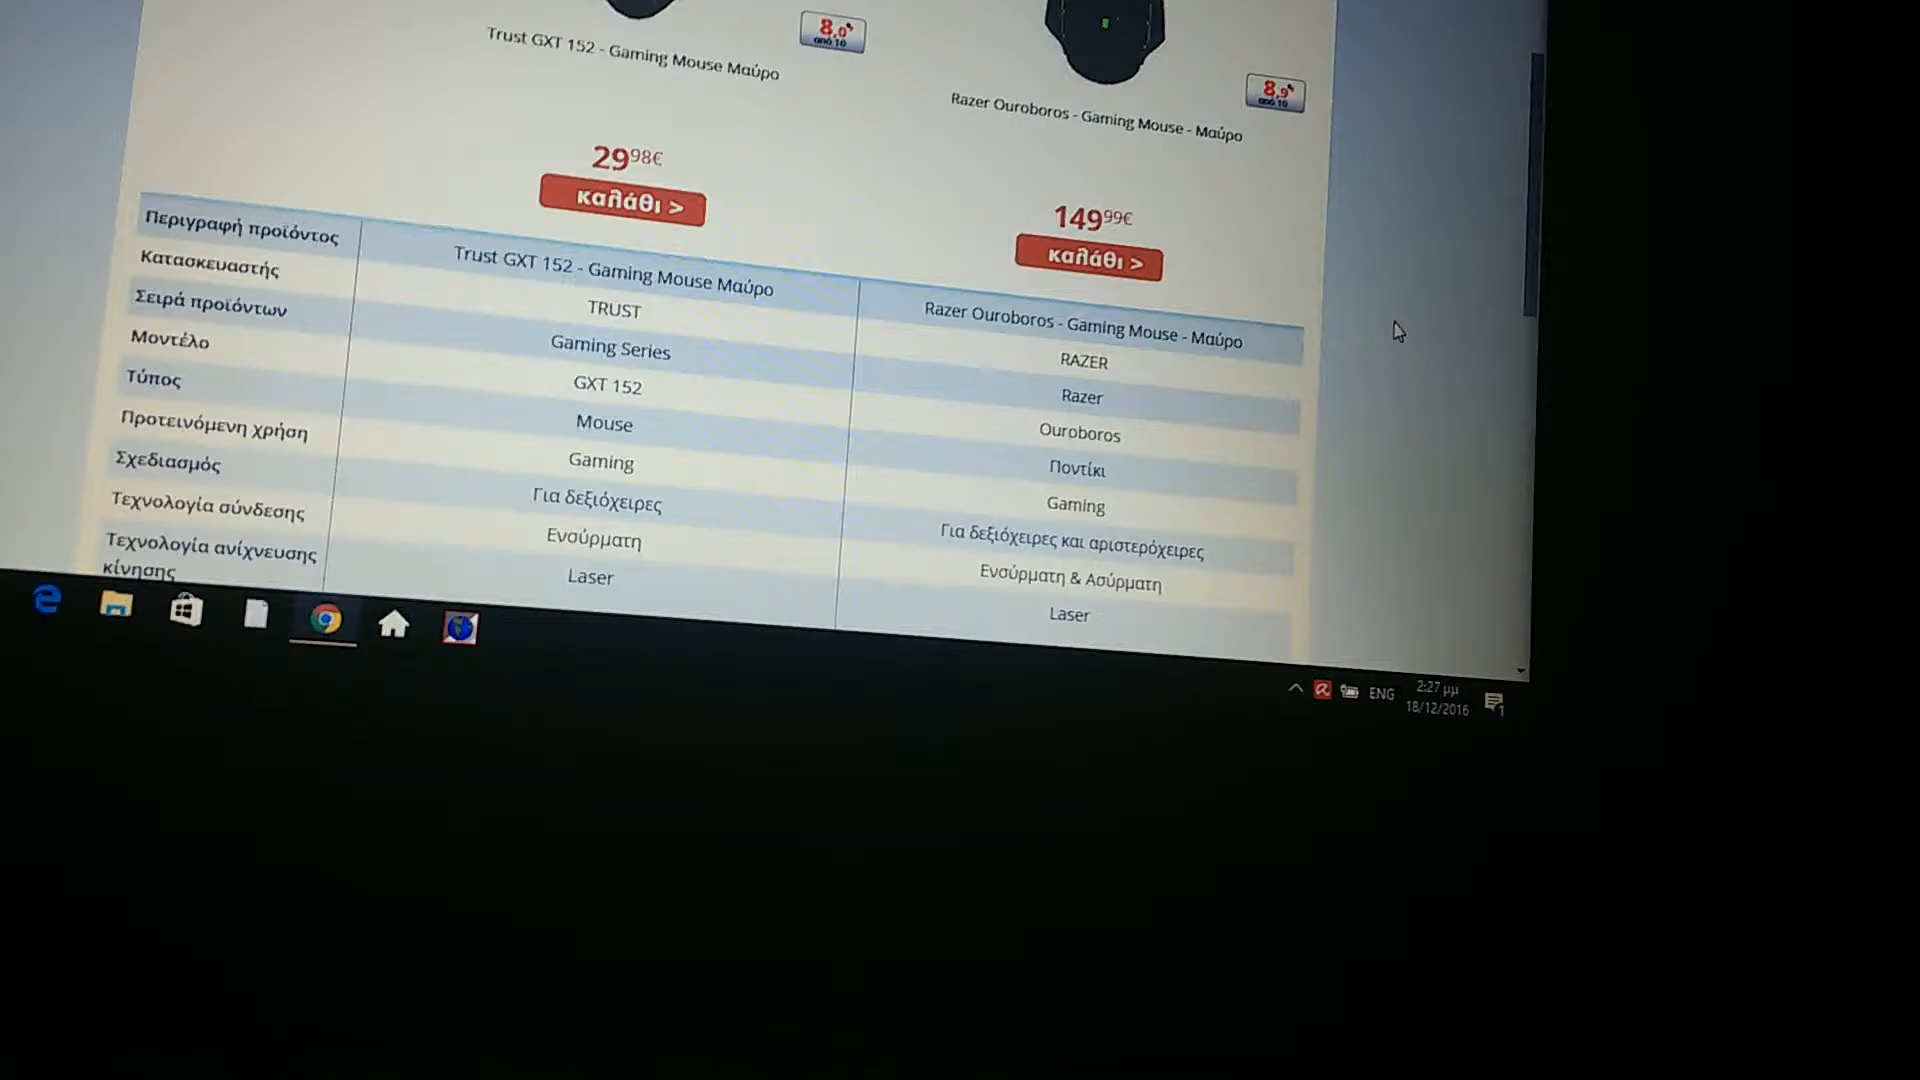 8,0
από 10
Trust GXT 152 - Gaming Mouse Μαύρο
8,9
από 10
Razer Ouroboros - Gaming Mouse - Μαύρο
29 98€
καλάθι >
149 99€
καλάθι >
Περιγραφή προϊόντος Trust GXT 152 - Gaming Mouse Μαύρο Razer Ouroboros - Gaming Mouse - Μαύρο
Κατασκευαστής TRUST RAZER
Σειρά προϊόντων Gaming Series Razer
Μοντέλο GXT 152 Ouroboros
Τύπος Mouse Ποντίκι
Προτεινόμενη χρήση Gaming Gaming
Σχεδιασμός Για δεξιόχειρες Για δεξιόχειρες και αριστερόχειρες
Τεχνολογία σύνδεσης Ενσύρματη Ενσύρματη & Ασύρματη
Τεχνολογία ανίχνευσης Laser Laser
κίνησης
ENG
2:27 μμ
18/12/2016
1